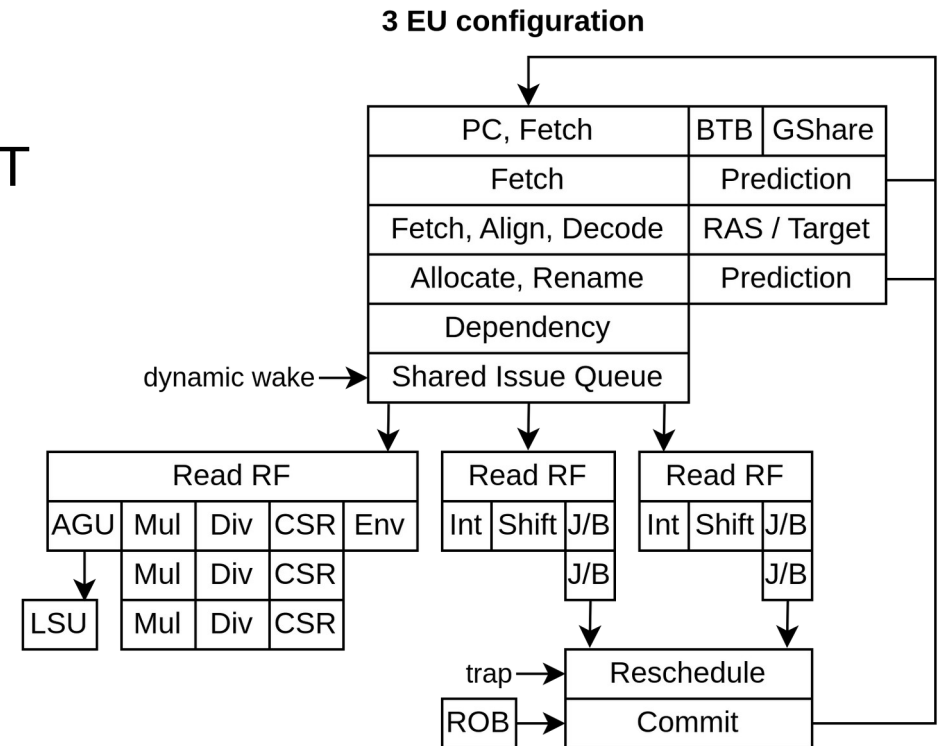 3 EU configuration
T
PC, Fetch BTB GShare
Fetch Prediction
Fetch, Align, Decode RAS / Target
Allocate, Rename Prediction
Dependency
dynamic wake Shared Issue Queue
Read RF Read RF Read RF
AGU Mul Div CSR Env Int Shift J/B Int Shift J/B
Mul Div CSR J/B J/B
LSU Mul Div CSR
trap Reschedule
ROB Commit